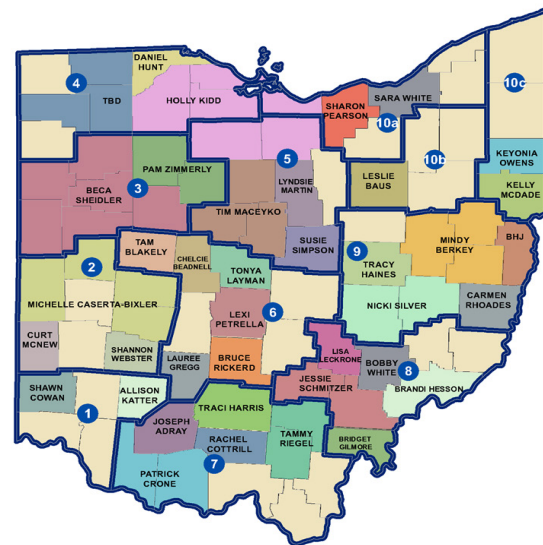 DANIEL
HUNT
4
TBD
HOLLY KIDD
SHARON
PEARSON
SARA WHITE
10a
10c
10b
KEYONIA
OWENS
KELLY
MCDADE
PAM ZIMMERLY
BECA
SHEIDLER
3
5
LYNDSIE
MARTIN
TIM MACEYKO
LESLIE
BAUS
SUSIE
SIMPSON
9
TRACY
HAINES
MINDY
BERKEY
BHJ
NICKI SILVER
CARMEN
RHOADES
TAM
BLAKELY
CHELCIE
BEADNELL
2
MICHELLE CASERTA-BIXLER
TONYA
LAYMAN
LEXI
PETRELLA
6
CURT
MCNEW
SHANNON
WEBSTER
LAUREE
GREGG
BRUCE
RICKERD
LISA
LECKRONE
BOBBY
WHITE
8
JESSIE
SCHMITZER
BRANDI HESSON
SHAWN
COWAN
1
ALLISON
KATTER
TRACI HARRIS
JOSEPH
ADRAY
RACHEL
COTTRILL
TAMMY
RIEGEL
BRIDGET
GILMORE
7
PATRICK
CRONE